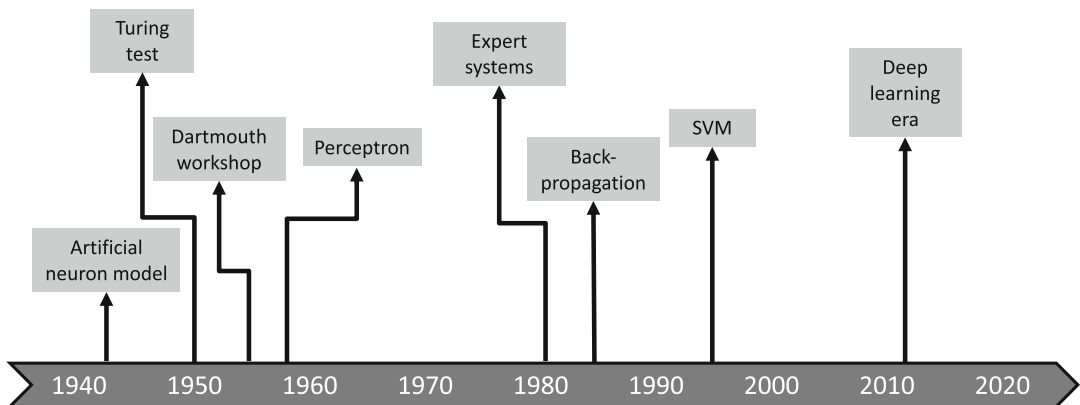 Turing
test
Expert
systems
Deep
learning
era
Dartmouth
workshop
Perceptron
SVM
Back-
propagation
Artificial
neuron model
1940 1950 1960 1970 1980 1990 2000 2010 2020